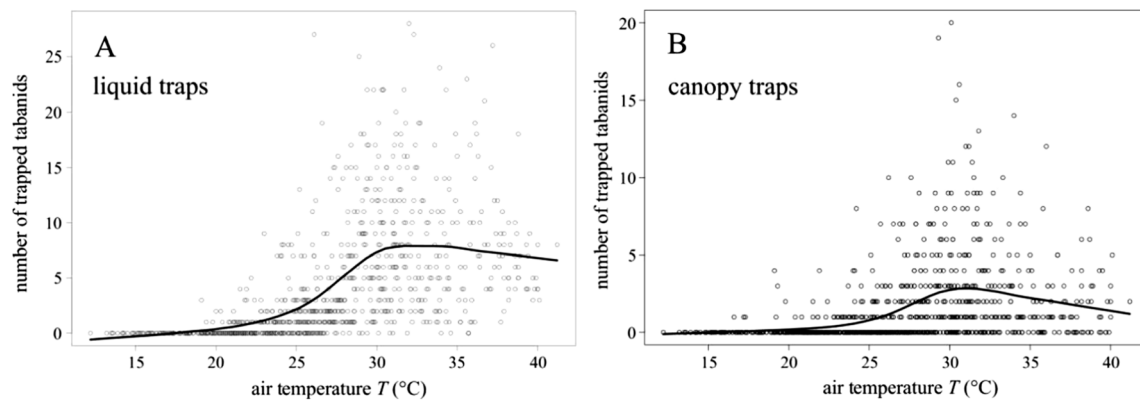 A
liquid traps
number of trapped tabanids
25
20
15
10
5
0
15 20 25 30 35 40
air temperature T (°C)
B
canopy traps
number of trapped tabanids
20
15
10
5
0
15 20 25 30 35 40
air temperature T (°C)